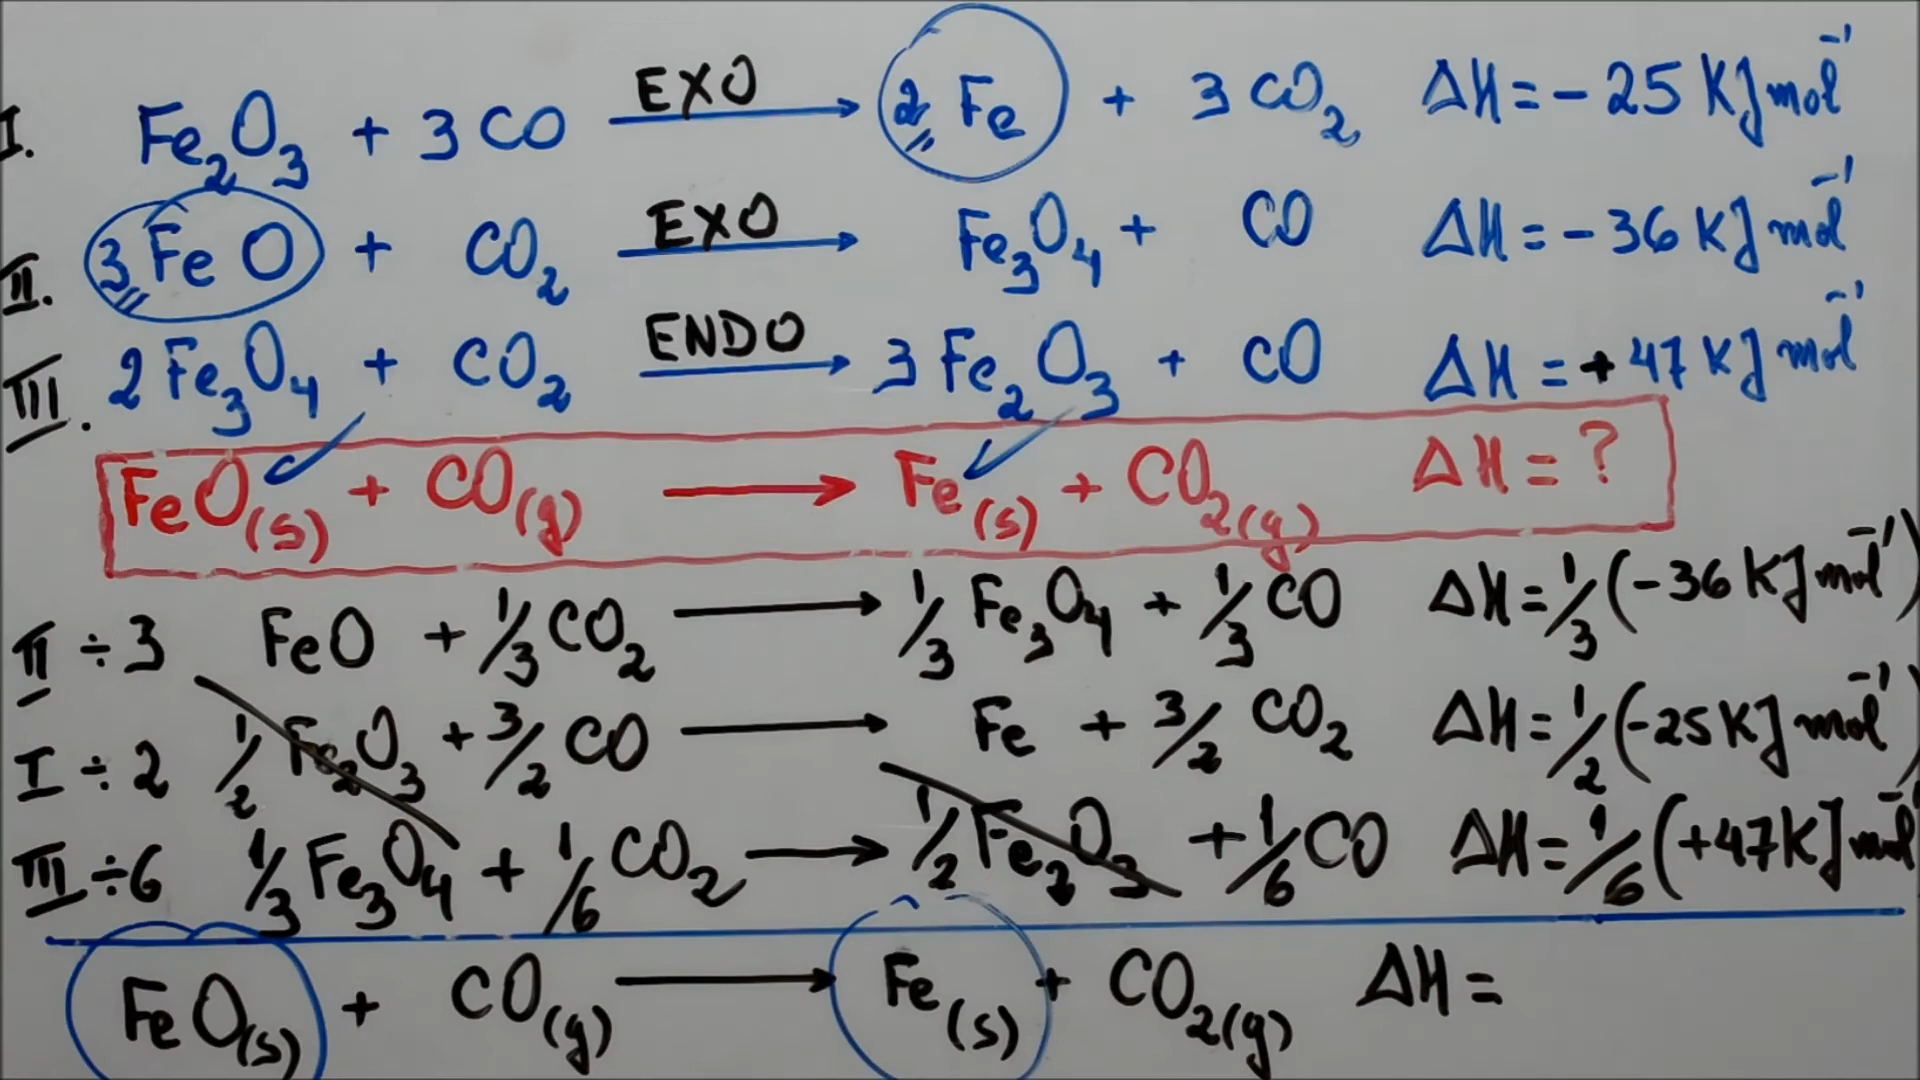 I. Fe₂O₃ + 3 CO EXO → 2 Fe + 3 CO₂ ΔH = - 25 KJ mol⁻¹
II. 3 FeO + CO₂ EXO → Fe₃O₄ + CO ΔH = - 36 KJ mol⁻¹
III. 2 Fe₃O₄ + CO₂ ENDO → 3 Fe₂O₃ + CO ΔH = + 47 KJ mol⁻¹
FeO(s) + CO(g) → Fe(s) + CO₂(g) ΔH = ?
II ÷ 3 FeO + 1/3 CO₂ → 1/3 Fe₃O₄ + 1/3 CO ΔH = 1/3 (-36 KJ mol⁻¹)
I ÷ 2 1/2 Fe₂O₃ + 3/2 CO → Fe + 3/2 CO₂ ΔH = 1/2 (-25 KJ mol⁻¹)
III ÷ 6 1/3 Fe₃O₄ + 1/6 CO₂ → 1/2 Fe₂O₃ + 1/6 CO ΔH = 1/6 (+47 KJ mol⁻¹
FeO(s) + CO(g) → Fe(s) + CO₂(g) ΔH =